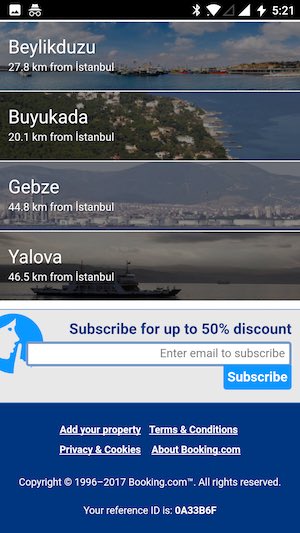 5:21
Beylikduzu
27.8 km from İstanbul
Buyukada
20.1 km from İstanbul
Gebze
44.8 km from İstanbul
Yalova
46.5 km from İstanbul
Subscribe for up to 50% discount
Enter email to subscribe
Subscribe
Add your property Terms & Conditions
Privacy & Cookies About Booking.com
Copyright © 1996–2017 Booking.com™. All rights reserved.
Your reference ID is: 0A33B6F